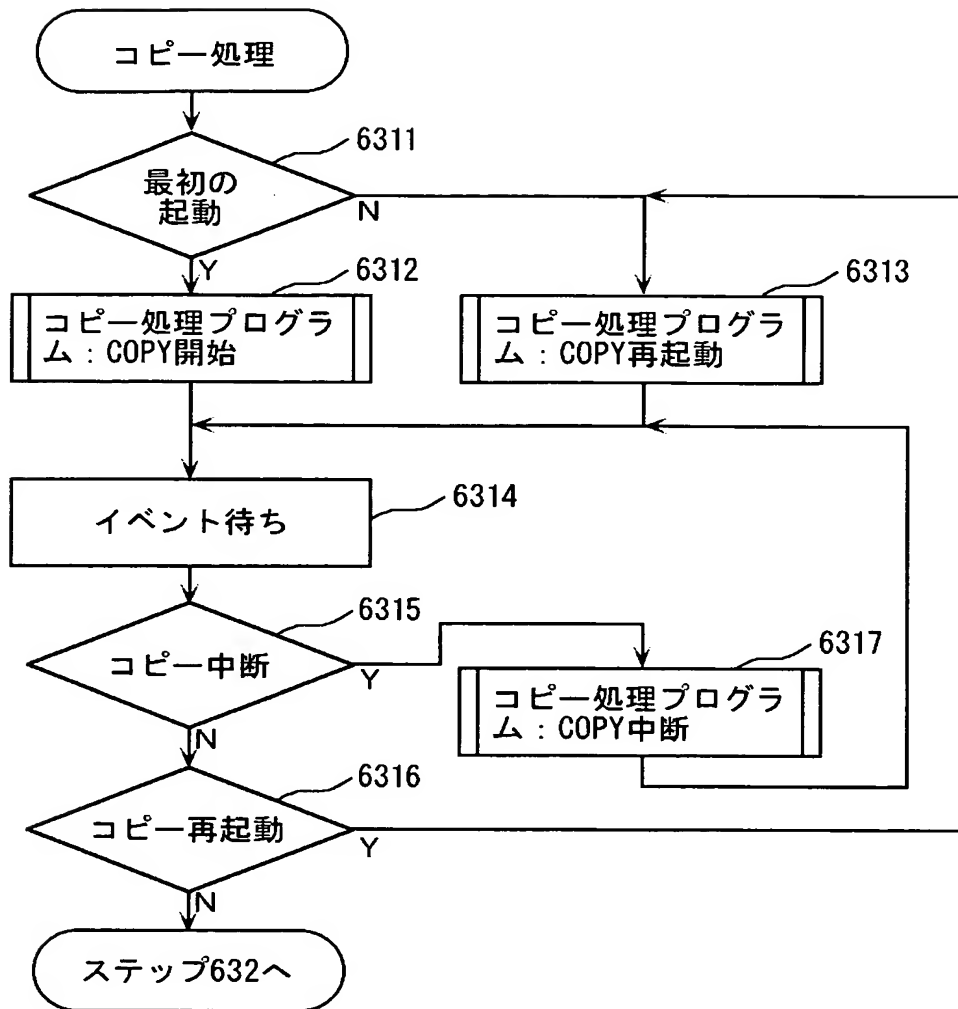 コピー処理
6311
最初の
起動
N
Y
6312
コピー処理プログラ
ム：COPY開始
6313
コピー処理プログラ
ム：COPY再起動
イベント待ち
6314
6315
コピー中断
Y
N
6317
コピー処理プログラ
ム：COPY中断
6316
コピー再起動
Y
N
ステップ632へ